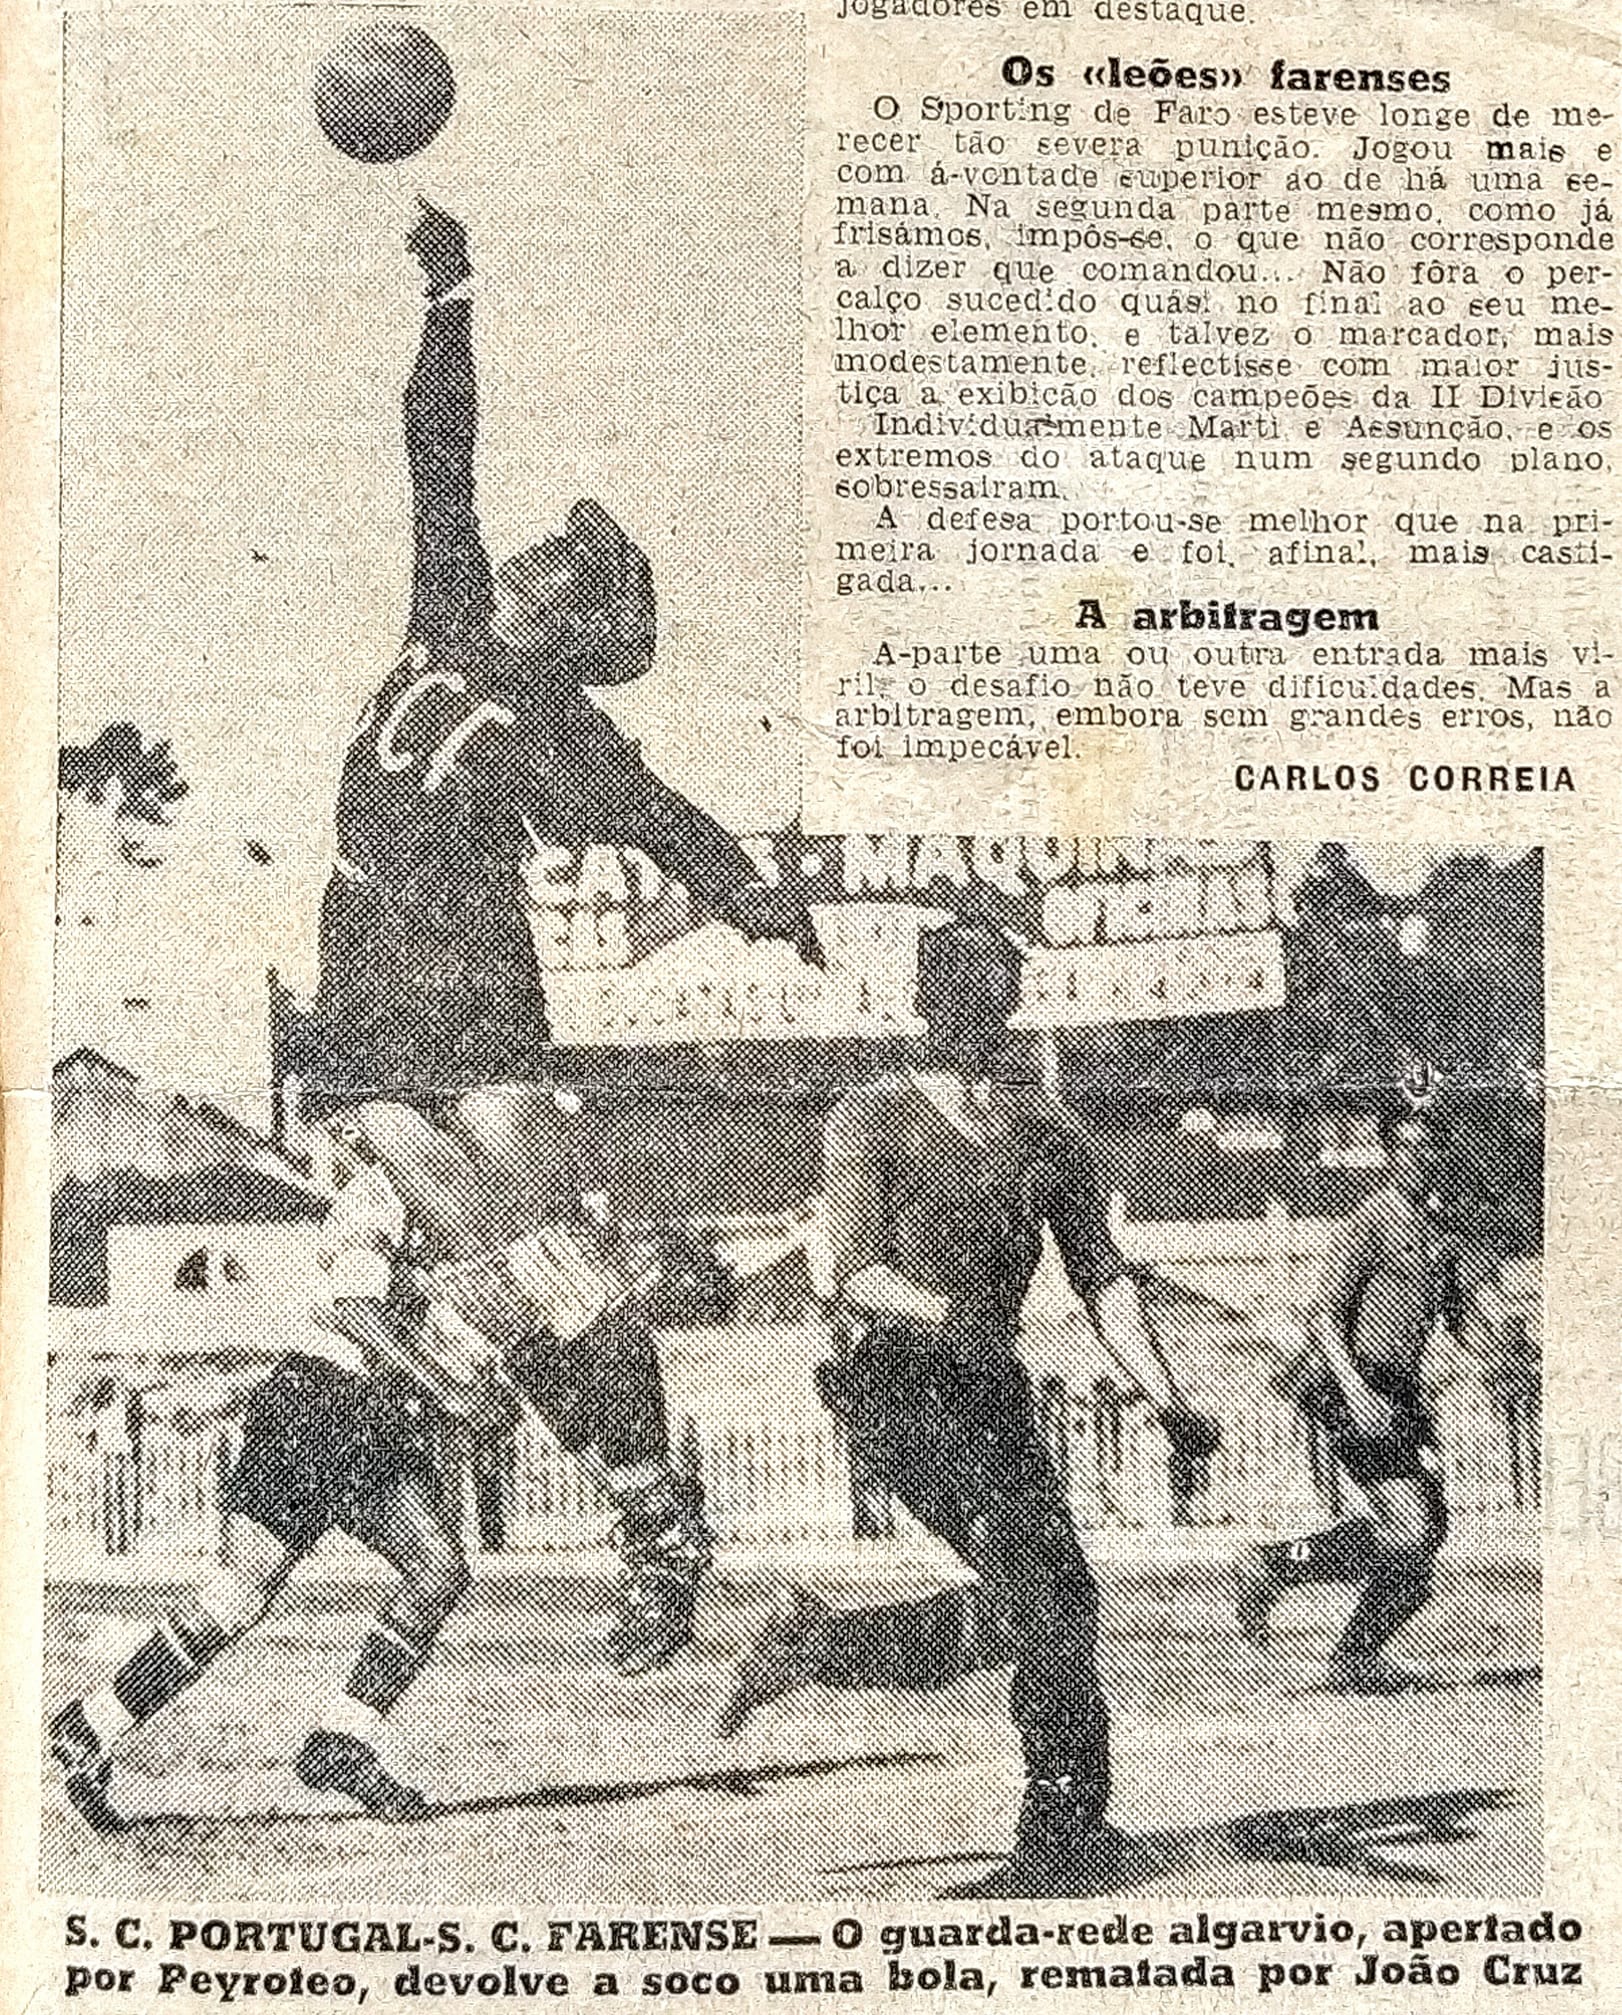 jogadores em destaque.
Os «leões» farenses
O Sporting de Faro esteve longe de me-
recer tão severa punição. Jogou mais e
com á-vontade superior ao de há uma se-
mana. Na segunda parte mesmo, como já
frisámos, impôs-se, o que não corresponde
a dizer que comandou... Não fôra o per-
calço sucedido quási no final ao seu me-
lhor elemento, e talvez o marcador, mais
modestamente, reflectisse com maior jus-
tiça a exibição dos campeões da II Divisão
Individualmente Marti e Assunção, e os
extremos do ataque num segundo plano,
sobressairam.
A defesa portou-se melhor que na pri-
meira jornada e foi, afinal, mais casti-
gada...
A arbitragem
A-parte uma ou outra entrada mais vi-
ril, o desafio não teve dificuldades. Mas a
arbitragem, embora sem grandes erros, não
foi impecável.
CARLOS CORREIA
MAQUIN
S. C. PORTUGAL-S. C. FARENSE — O guarda-rede algarvio, apertado
por Peyroteo, devolve a soco uma bola, rematada por João Cruz